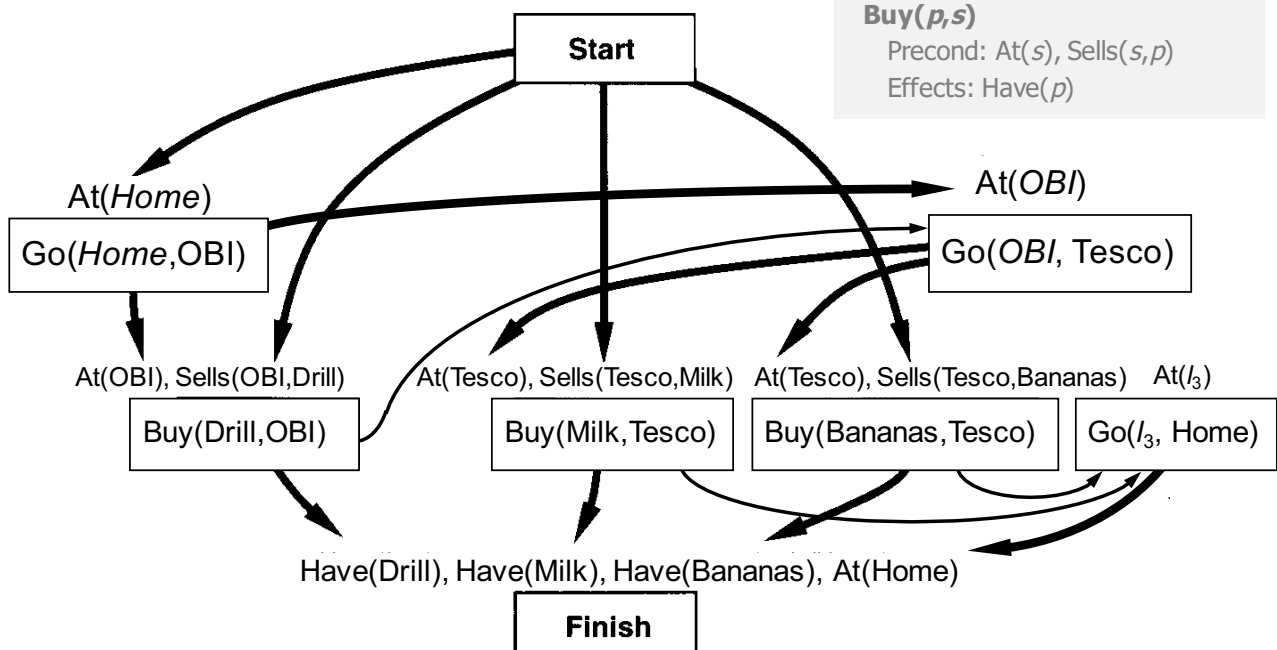 Start
Buy(p,s)
Precond: At(s), Sells(s,p)
Effects: Have(p)
At(Home)
At(OBI)
Go(Home,OBI)
Go(OBI, Tesco)
At(OBI), Sells(OBI,Drill)
At(Tesco), Sells(Tesco,Milk)
At(Tesco), Sells(Tesco,Bananas)
At(l₃)
Buy(Drill,OBI)
Buy(Milk,Tesco)
Buy(Bananas,Tesco)
Go(l₃, Home)
Have(Drill), Have(Milk), Have(Bananas), At(Home)
Finish